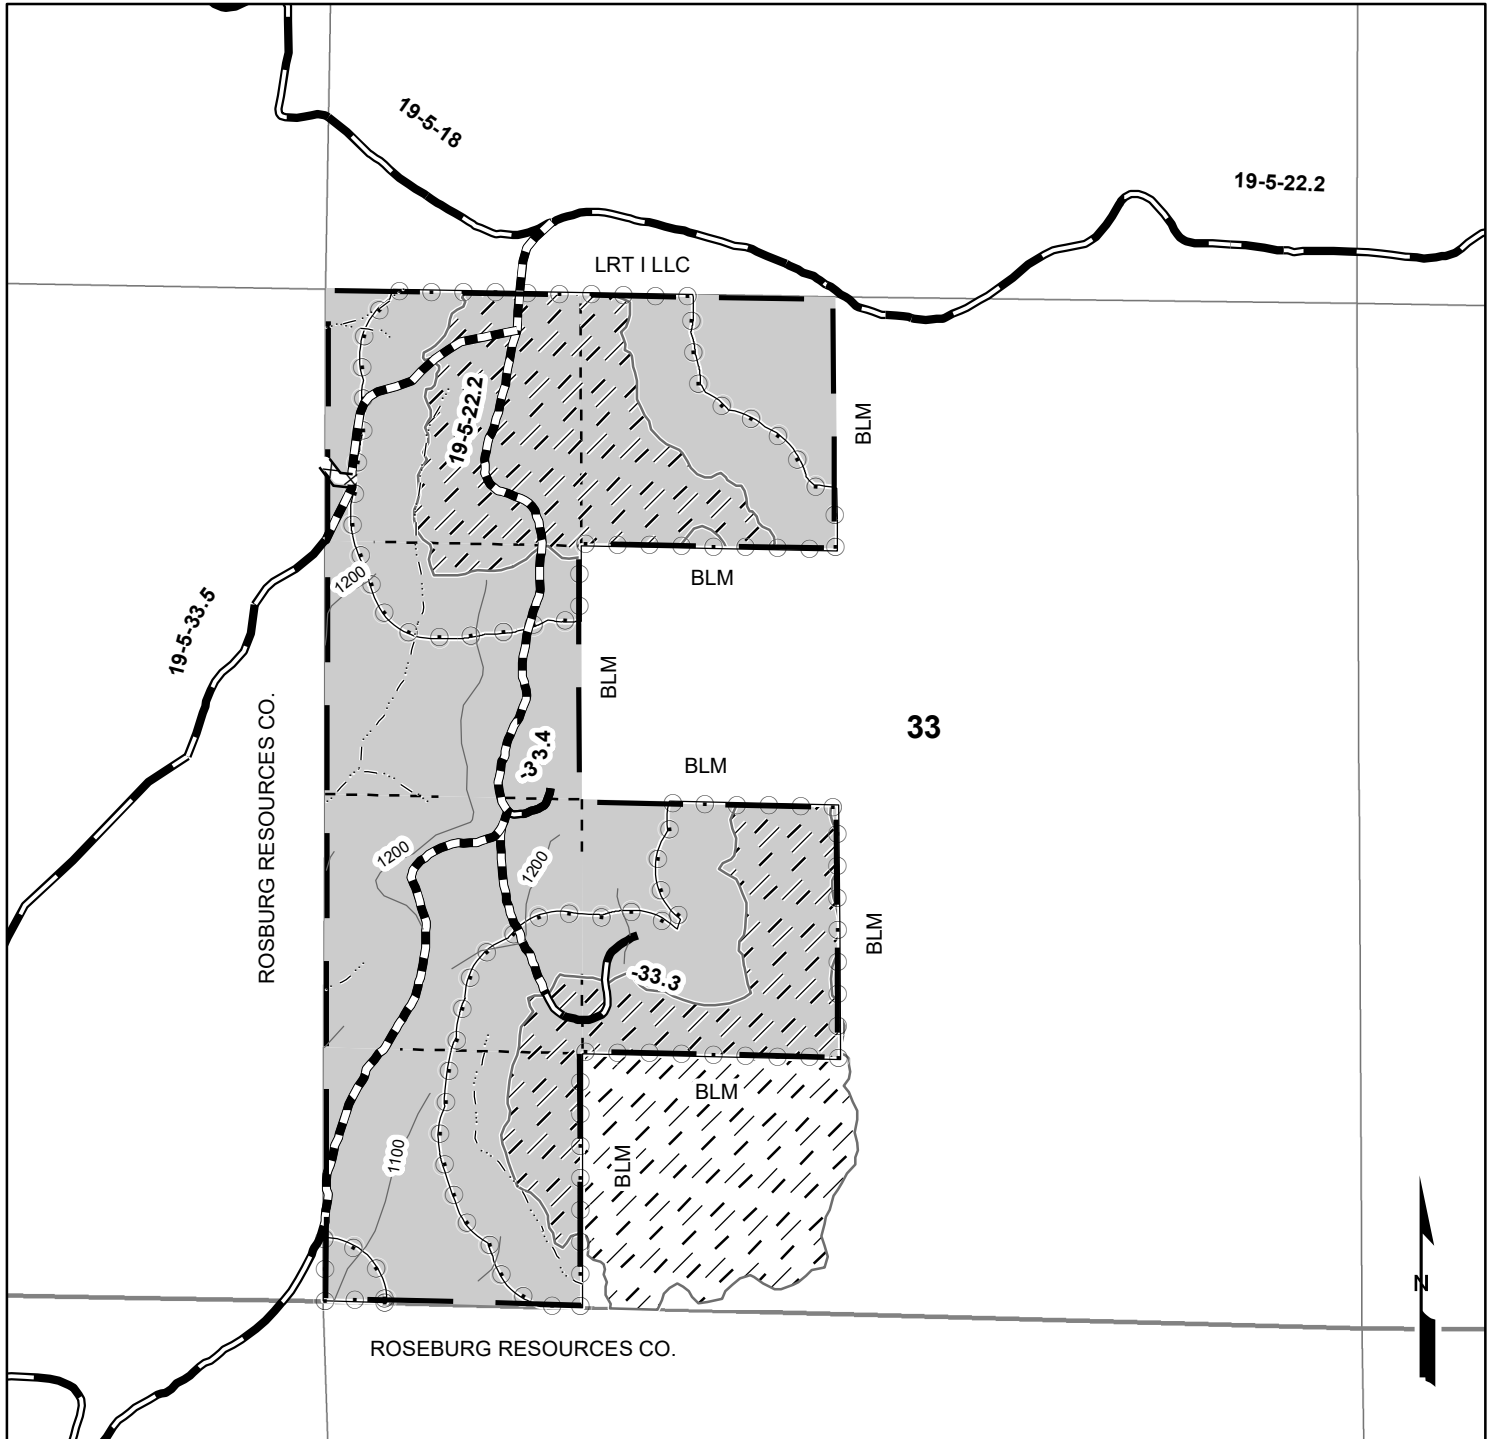 19-5-18
19-5-22.2
LRT I LLC
19-5-22.2
BLM
BLM
1200
19-5-33.5
BLM
ROSBURG RESOURCES CO.
33
-33.4
BLM
1200
1200
BLM
-33.3
BLM
1100
BLM
N
ROSEBURG RESOURCES CO.